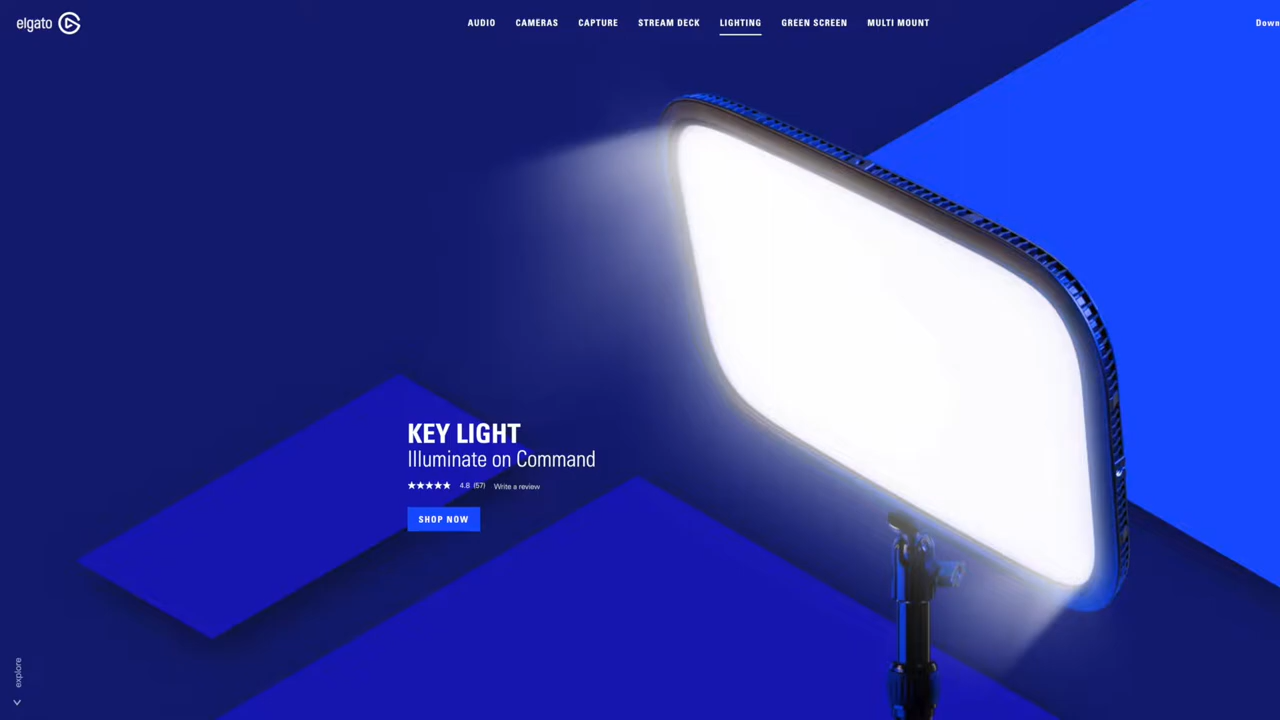 elgato
AUDIO CAMERAS CAPTURE STREAM DECK LIGHTING GREEN SCREEN MULTI MOUNT
Down
KEY LIGHT
Illuminate on Command
4.8 (57) Write a review
SHOP NOW
explore